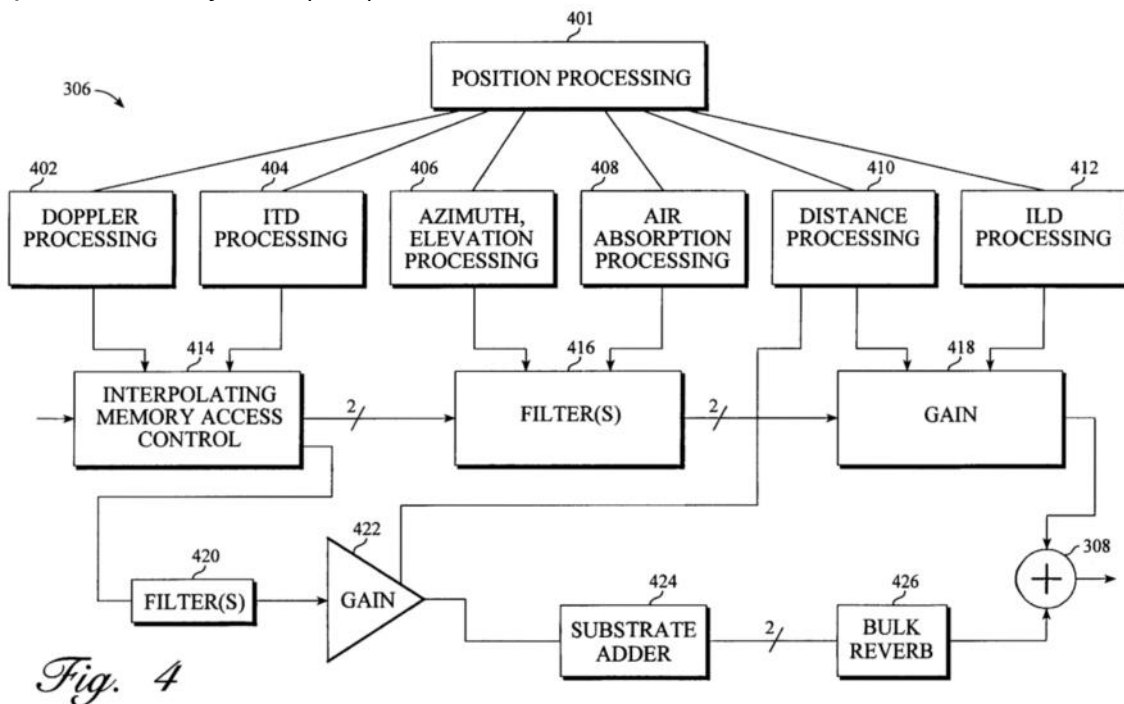 401
POSITION PROCESSING
306
402
404
406
408
410
412
DOPPLER
PROCESSING
ITD
PROCESSING
AZIMUTH,
ELEVATION
PROCESSING
AIR
ABSORPTION
PROCESSING
DISTANCE
PROCESSING
ILD
PROCESSING
414
416
418
INTERPOLATING
MEMORY ACCESS
CONTROL
2
FILTER(S)
2
GAIN
422
308
420
FILTER(S)
GAIN
424
SUBSTRATE
ADDER
2
426
BULK
REVERB
+
Fig. 4